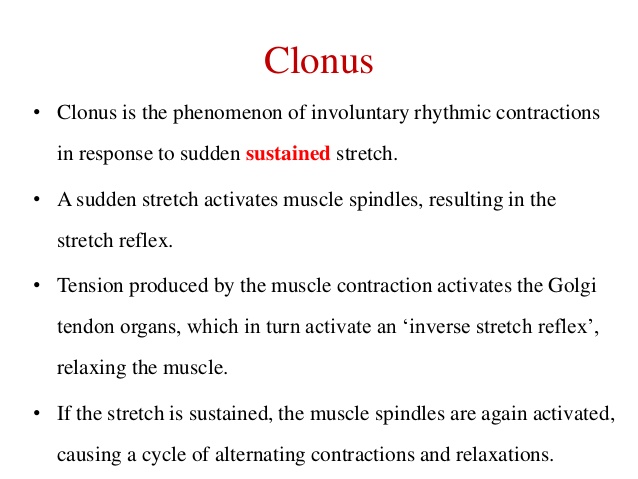 Clonus
• Clonus is the phenomenon of involuntary rhythmic contractions
in response to sudden sustained stretch.
• A sudden stretch activates muscle spindles, resulting in the
stretch reflex.
• Tension produced by the muscle contraction activates the Golgi
tendon organs, which in turn activate an ‘inverse stretch reflex’,
relaxing the muscle.
• If the stretch is sustained, the muscle spindles are again activated,
causing a cycle of alternating contractions and relaxations.